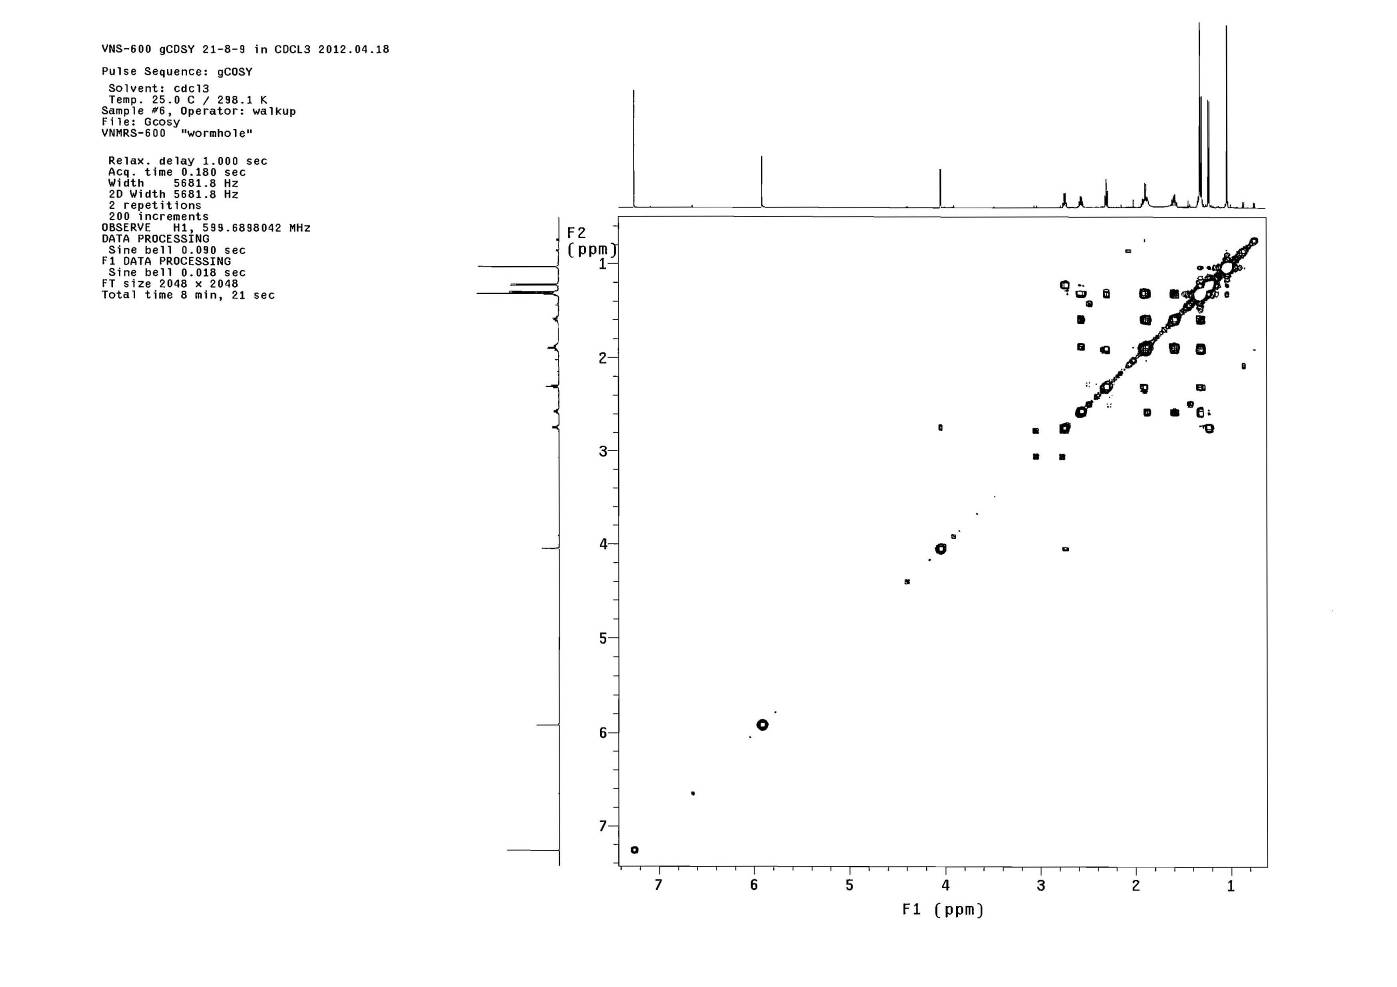 VNS-600 gCOSY 21-8-9 in CDCL3 2012.04.18
Pulse Sequence: gCOSY
Solvent: cdcl3
Temp. 25.0 C / 298.1 K
Sample #6, Operator: walkup
File: Gcosy
VNMRS-600 "wormhole"
Relax. delay 1.000 sec
Acq. time 0.180 sec
Width 5681.8 Hz
2D Width 5681.8 Hz
2 repetitions
200 increments
OBSERVE H1, 599.6898042 MHz
DATA PROCESSING
Sine bell 0.090 sec
F1 DATA PROCESSING
Sine bell 0.018 sec
FT size 2048 x 2048
Total time 8 min, 21 sec
F2
(ppm)
1
2
3
4
5
6
7
7 6 5 4 3 2 1
F1 (ppm)